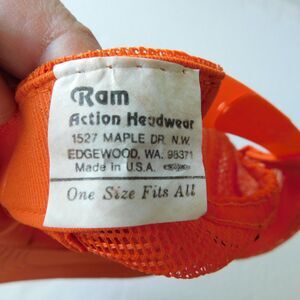 Ram
Action Headwear
1527 MAPLE DR. N.W.
EDGEWOOD, WA. 98371
Made in U.S.A.
One Size Fits All